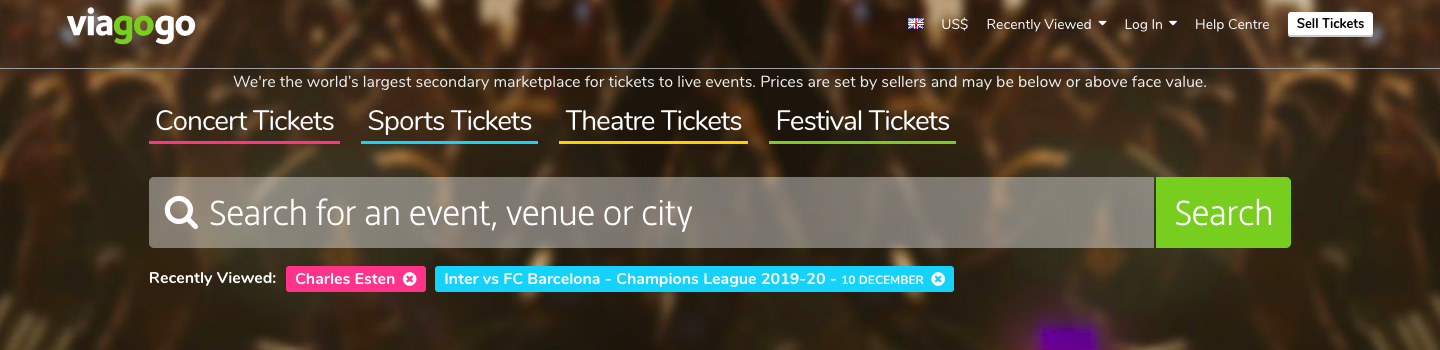 viagogo
US$ Recently Viewed Log In Help Centre Sell Tickets
We're the world's largest secondary marketplace for tickets to live events. Prices are set by sellers and may be below or above face value.
Concert Tickets Sports Tickets Theatre Tickets Festival Tickets
Search for an event, venue or city Search
Recently Viewed: Charles Esten Inter vs FC Barcelona - Champions League 2019-20 - 10 DECEMBER